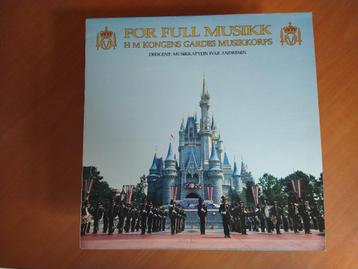 FOR FULL MUSIKK
H M KONGENS GARDES MUSIKKORPS
DIRIGENT: MUSIKKAPTEIN IVAR ANDRESEN